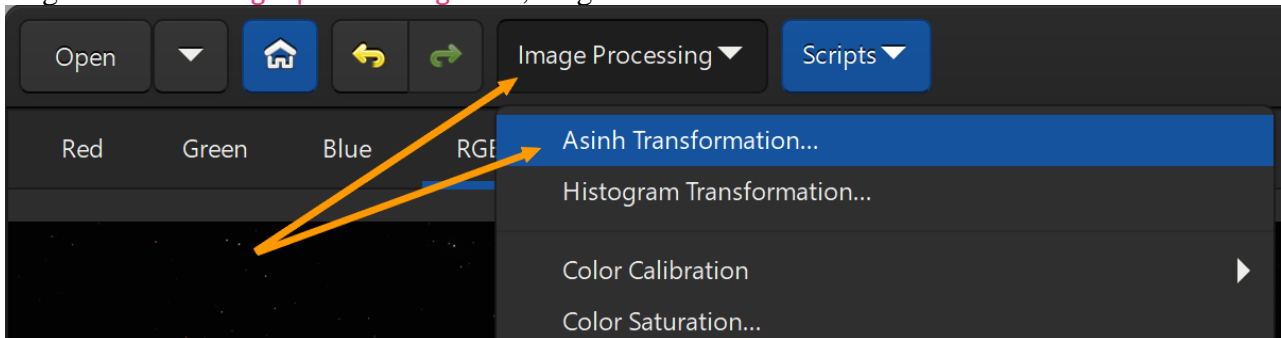 Open Image Processing Scripts
Red Green Blue RGB
Asinh Transformation...
Histogram Transformation...
Color Calibration
Color Saturation...